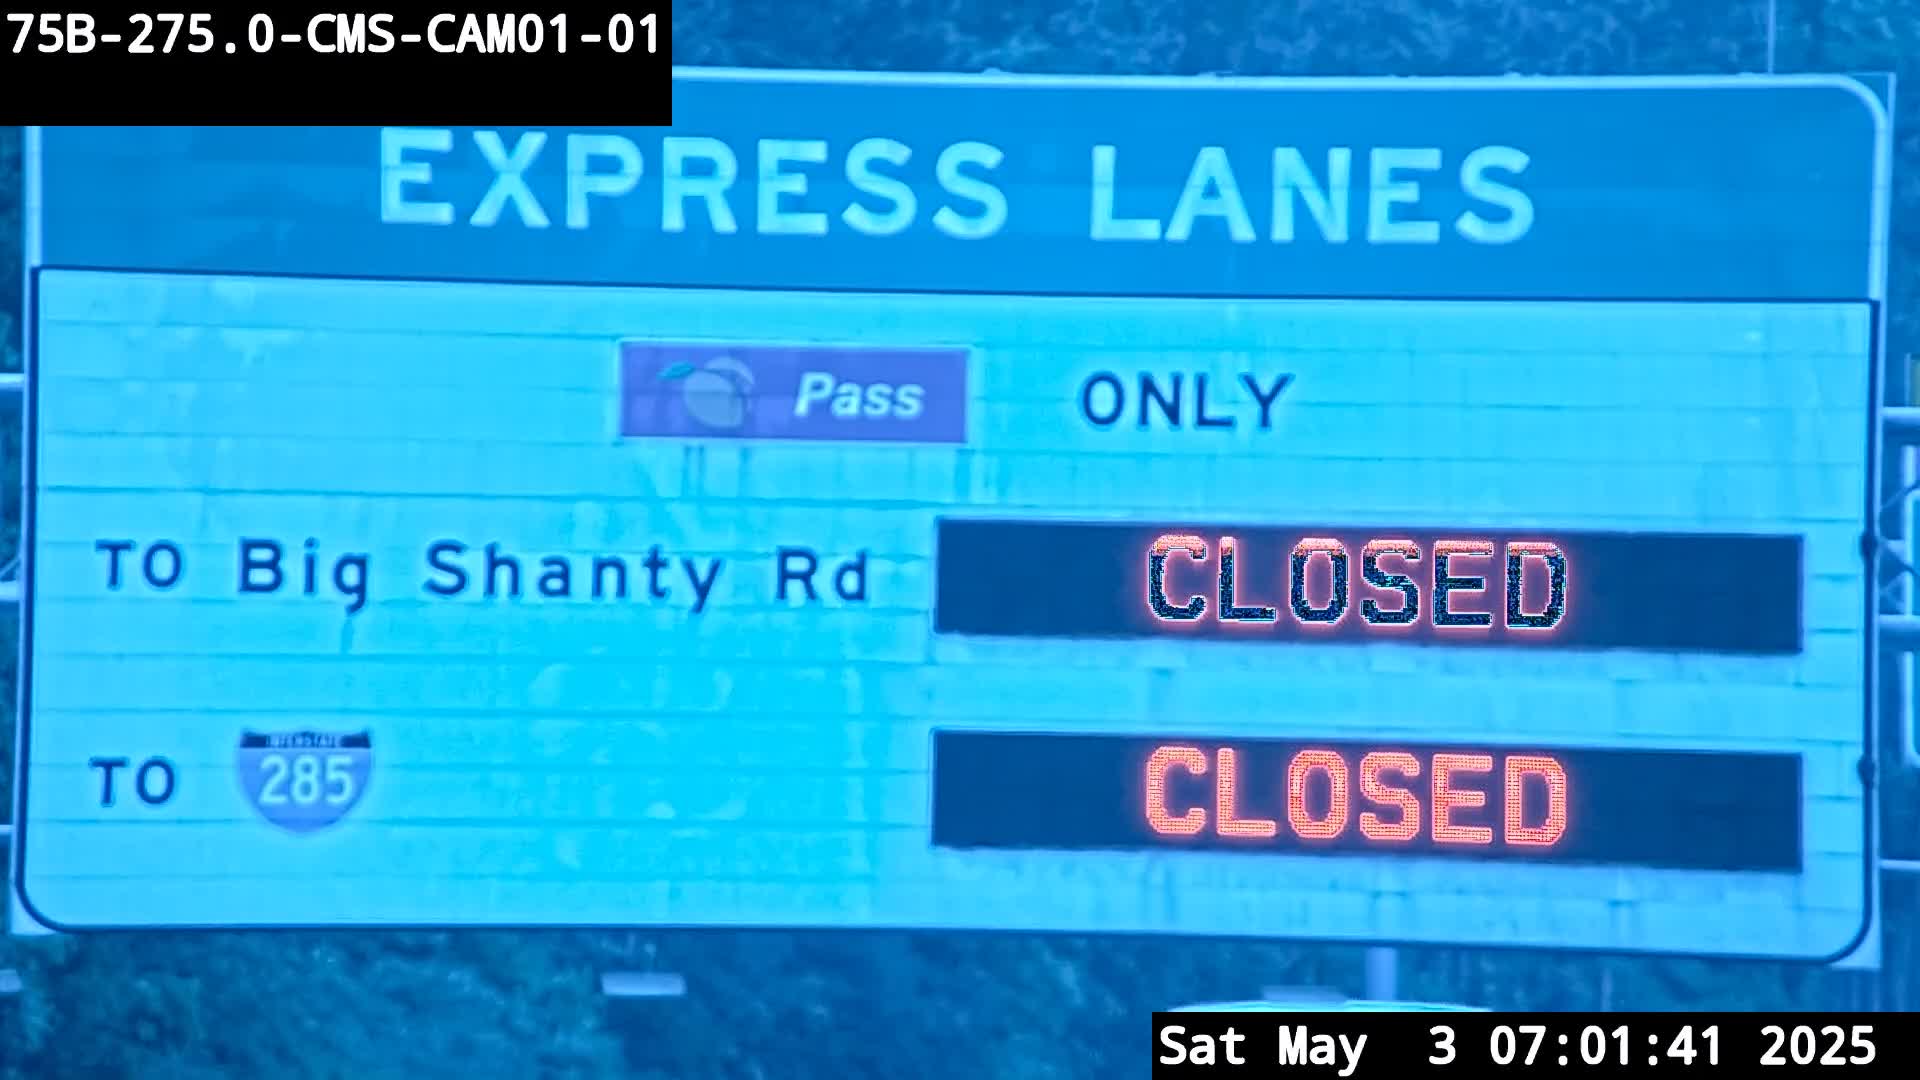 75B-275.0-CMS-CAM01-01
EXPRESS LANES
Pass ONLY
TO Big Shanty Rd CLOSED
TO INTERSTATE 285 CLOSED
Sat May 3 07:01:41 2025